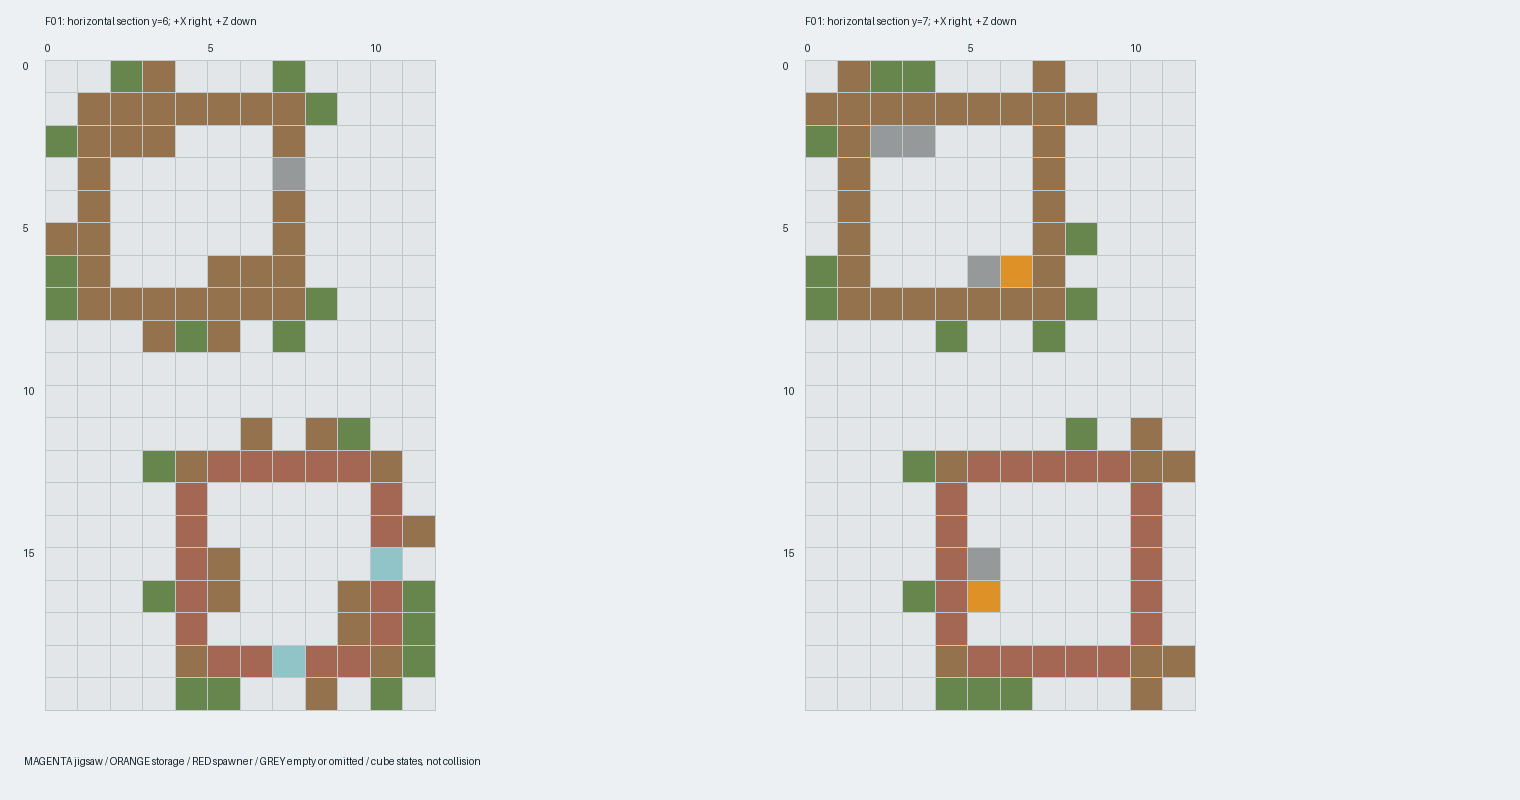 F01: horizontal section y=6; +X right, +Z down
F01: horizontal section y=7; +X right, +Z down
0 5 10
0 5 10
0
0
5
5
10
10
15
15
MAGENTA jigsaw / ORANGE storage / RED spawner / GREY empty or omitted / cube states, not collision